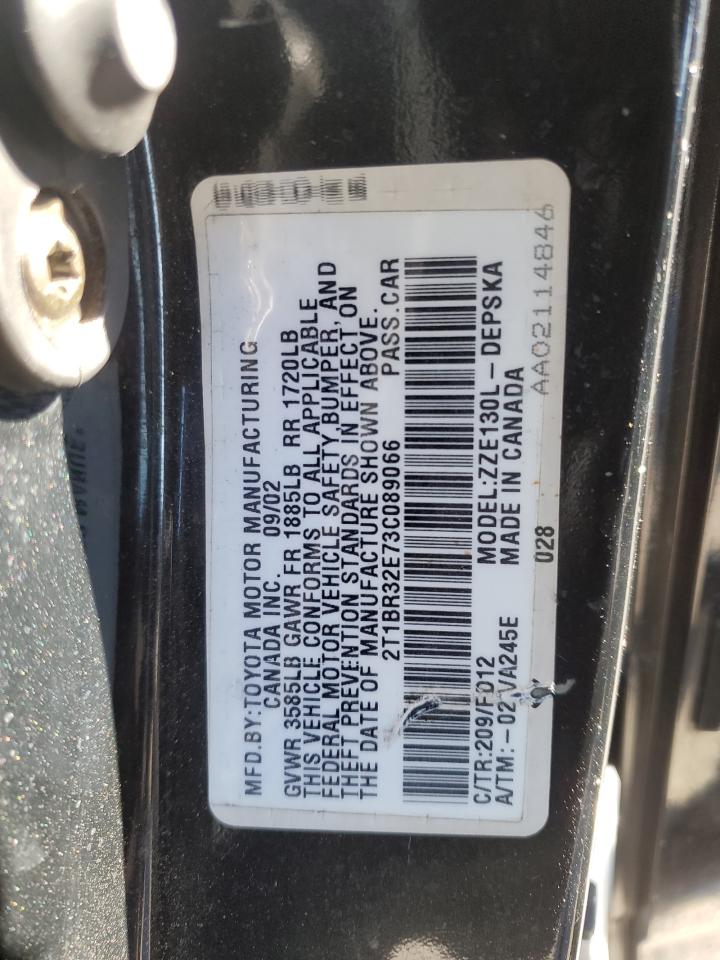 MFD.BY:TOYOTA MOTOR MANUFACTURING
CANADA INC. 09/02
GVWR 3585LB GAWR FR 1885LB RR 1720LB
THIS VEHICLE CONFORMS TO ALL APPLICABLE
FEDERAL MOTOR VEHICLE SAFETY, BUMPER, AND
THEFT PREVENTION STANDARDS IN EFFECT ON
THE DATE OF MANUFACTURE SHOWN ABOVE.
2T1BR32E73C089066 PASS.CAR
C/TR:209/FD12 MODEL:ZZE130L-DEPSKA
A/TM:-02 /A245E MADE IN CANADA
028 AA02114846